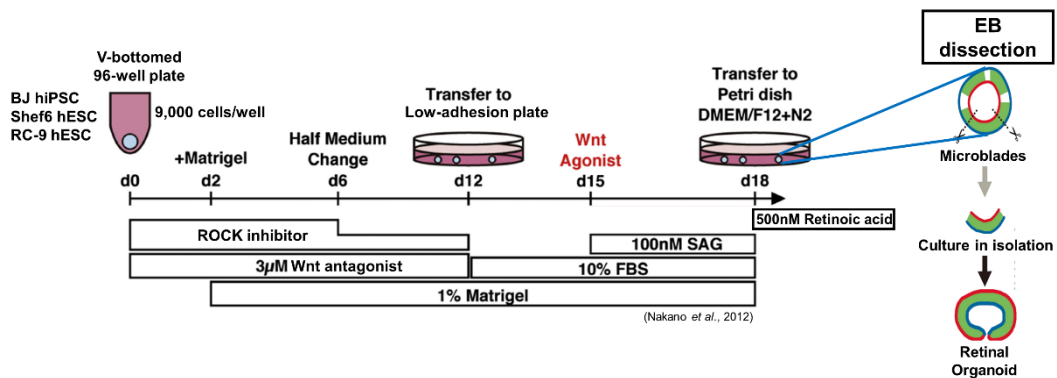 V-bottomed
96-well plate
BJ hiPSC
Shef6 hESC
RC-9 hESC
9,000 cells/well
+Matrigel
Half Medium
Change
Transfer to
Low-adhesion plate
Wnt
Agonist
Transfer to
Petri dish
DMEM/F12+N2
EB
dissection
Microblades
Culture in isolation
Retinal
Organoid
d0
d2
d6
d12
d15
d18
500nM Retinoic acid
ROCK inhibitor
100nM SAG
3µM Wnt antagonist
10% FBS
1% Matrigel
(Nakano et al., 2012)